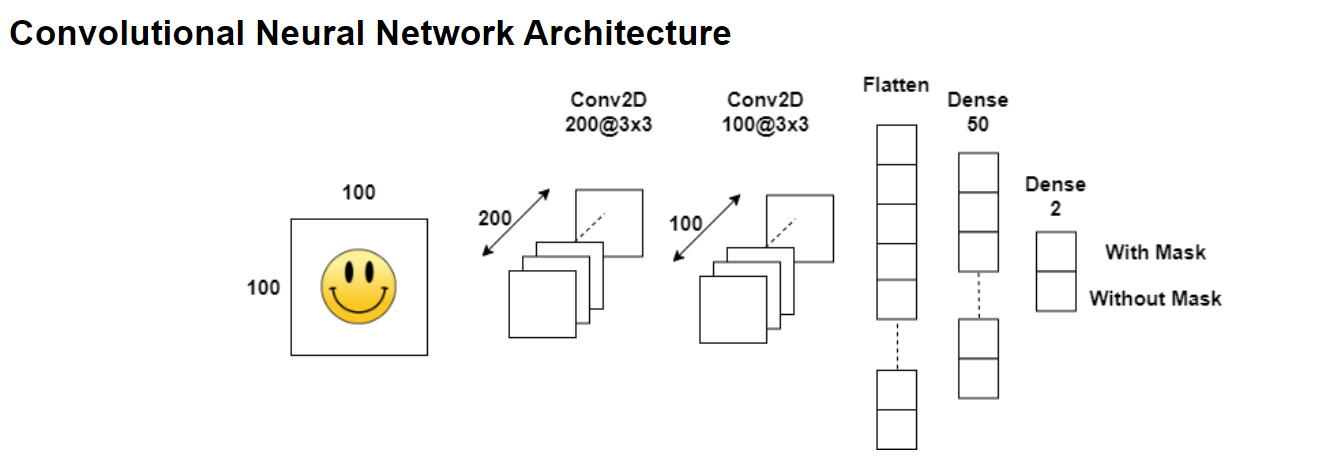 Convolutional Neural Network Architecture
100
100
200
Conv2D
200@3x3
100
Conv2D
100@3x3
Flatten
Dense
50
Dense
2
With Mask
Without Mask